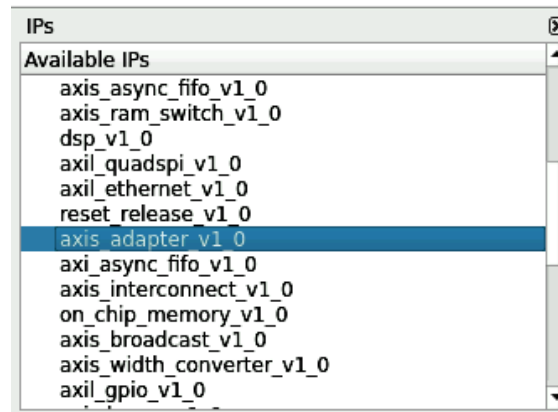 IPs
Available IPs
axis_async_fifo_v1_0
axis_ram_switch_v1_0
dsp_v1_0
axil_quadspi_v1_0
axil_ethernet_v1_0
reset_release_v1_0
axis_adapter_v1_0
axi_async_fifo_v1_0
axis_interconnect_v1_0
on_chip_memory_v1_0
axis_broadcast_v1_0
axis_width_converter_v1_0
axil_gpio_v1_0